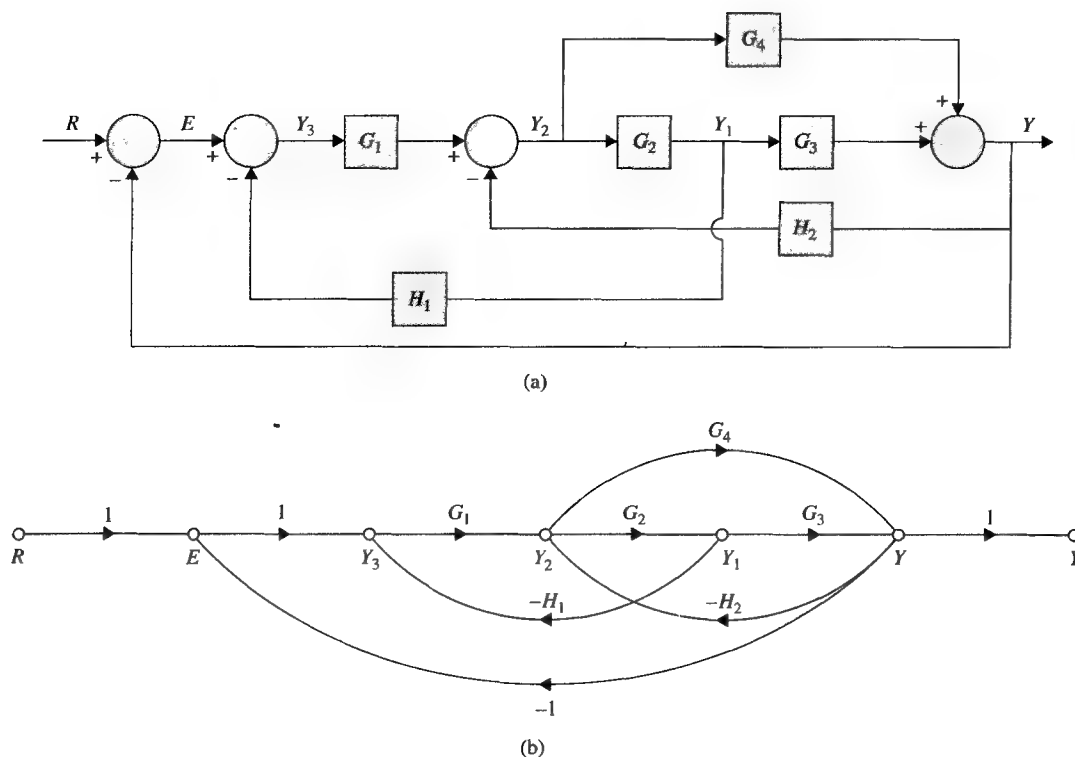 G4
R E Y3 G1 Y2 G2 Y1 G3 Y
+ - + - + - + +
H2
H1
(a)
G4
1 1 G1 G2 G3 1
R E Y3 Y2 Y1 Y Y
-H1 -H2
-1
(b)